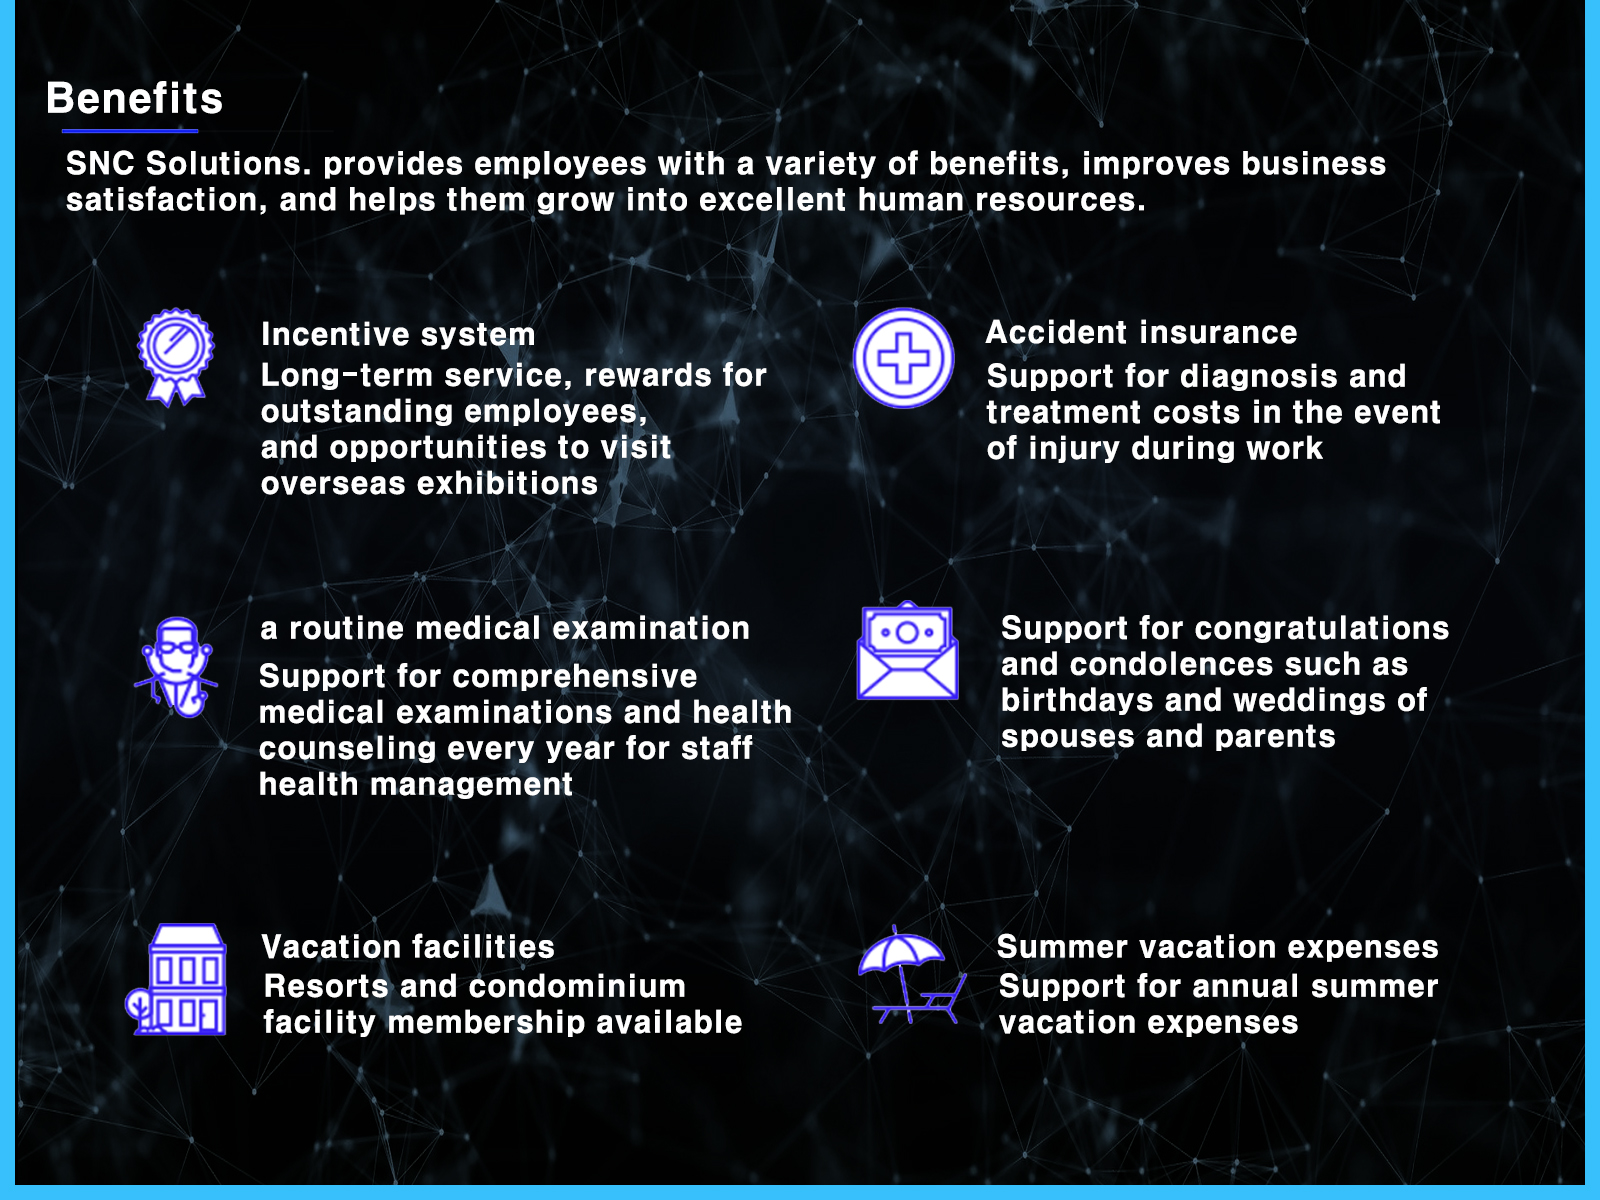 Benefits
SNC Solutions. provides employees with a variety of benefits, improves business
satisfaction, and helps them grow into excellent human resources.
Incentive system
Long-term service, rewards for
outstanding employees,
and opportunities to visit
overseas exhibitions
Accident insurance
Support for diagnosis and
treatment costs in the event
of injury during work
a routine medical examination
Support for comprehensive
medical examinations and health
counseling every year for staff
health management
Support for congratulations
and condolences such as
birthdays and weddings of
spouses and parents
Vacation facilities
Resorts and condominium
facility membership available
Summer vacation expenses
Support for annual summer
vacation expenses